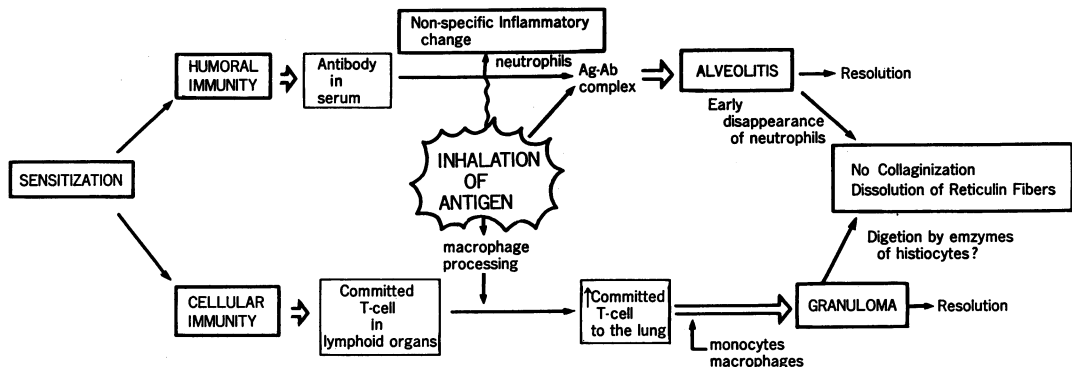 Non-specific Inflammatory
change
neutrophils
HUMORAL
IMMUNITY
Antibody
in
serum
Ag-Ab
complex
ALVEOLITIS
Resolution
Early
disappearance
of neutrophils
SENSITIZATION
INHALATION
OF
ANTIGEN
No Collaginization
Dissolution of Reticulin Fibers
macrophage
processing
Digetion by emzymes
of histiocytes?
CELLULAR
IMMUNITY
Committed
T-cell
in
lymphoid organs
↑Committed
T-cell
to the lung
monocytes
macrophages
GRANULOMA
Resolution